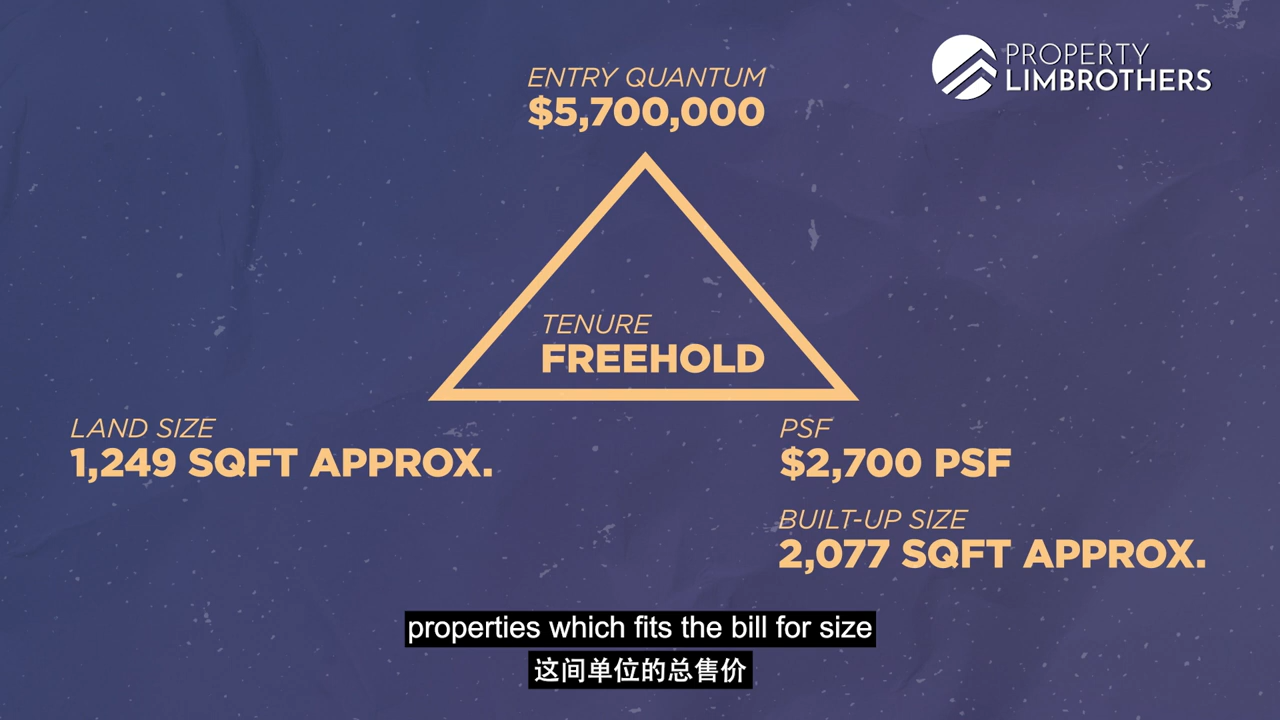 PROPERTY
LIMBROTHERS
ENTRY QUANTUM
$5,700,000
TENURE
FREEHOLD
LAND SIZE
1,249 SQFT APPROX.
PSF
$2,700 PSF
BUILT-UP SIZE
2,077 SQFT APPROX.
properties which fits the bill for size
这间单位的总售价